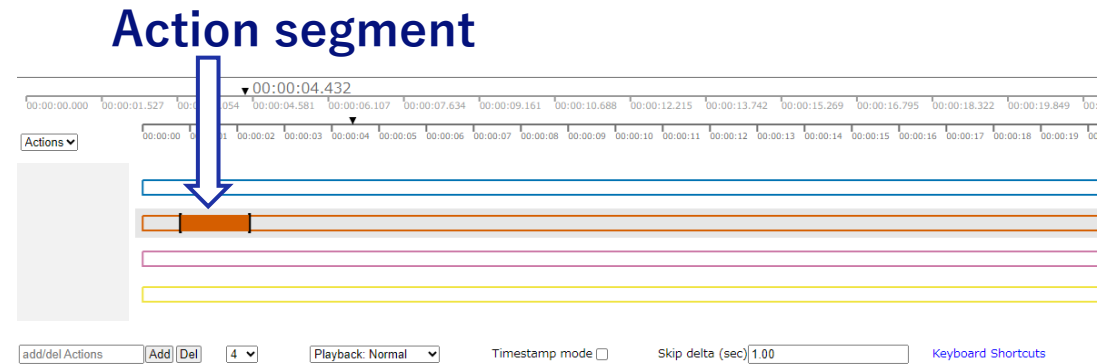 Action segment
00:00:04.432
00:00:00.000 00:00:01.527 00: .054 00:00:04.581 00:00:06.107 00:00:07.634 00:00:09.161 00:00:10.688 00:00:12.215 00:00:13.742 00:00:15.269 00:00:16.795 00:00:18.322 00:00:19.849 00:
Actions 00:00:00 00 01 00:00:02 00:00:03 00:00:04 00:00:05 00:00:06 00:00:07 00:00:08 00:00:09 00:00:10 00:00:11 00:00:12 00:00:13 00:00:14 00:00:15 00:00:16 00:00:17 00:00:18 00:00:19 00
add/del Actions Add Del 4 Playback: Normal Timestamp mode Skip delta (sec) 1.00 Keyboard Shortcuts